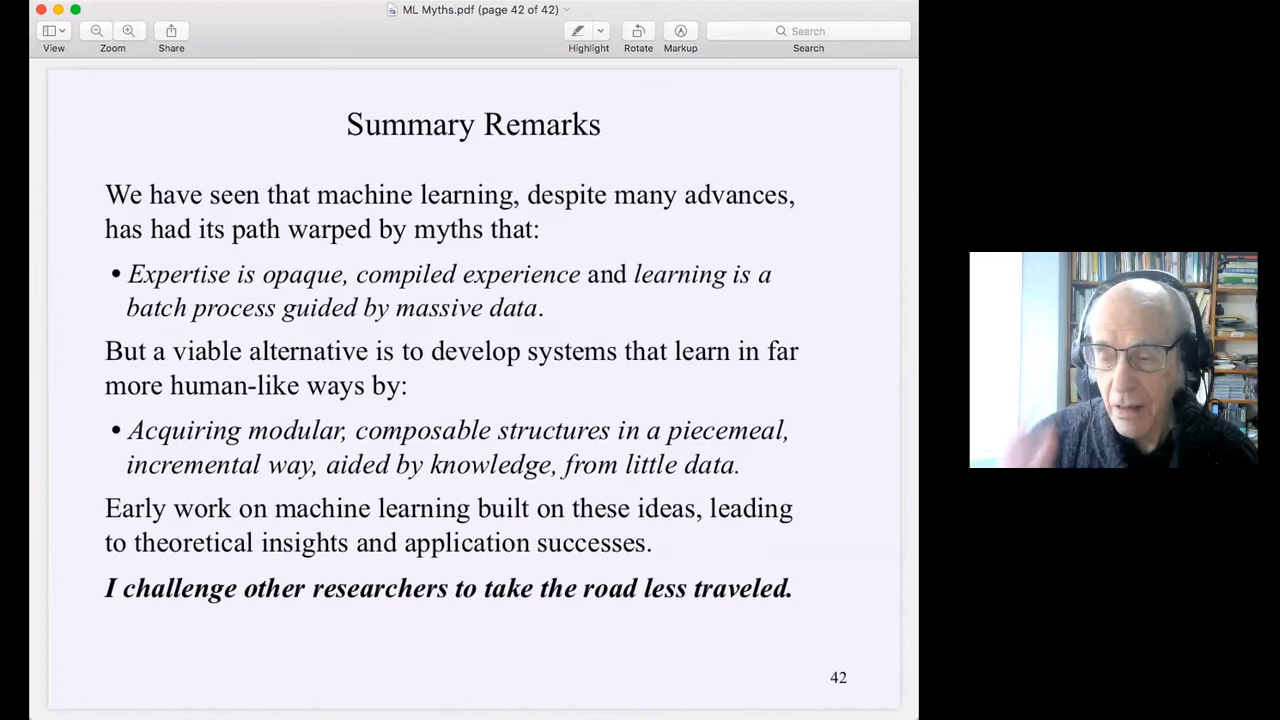 ML Myths.pdf (page 42 of 42)
View
Zoom
Share
Highlight
Rotate
Markup
Search
Search
Summary Remarks
We have seen that machine learning, despite many advances,
has had its path warped by myths that:
• Expertise is opaque, compiled experience and learning is a
batch process guided by massive data.
But a viable alternative is to develop systems that learn in far
more human-like ways by:
• Acquiring modular, composable structures in a piecemeal,
incremental way, aided by knowledge, from little data.
Early work on machine learning built on these ideas, leading
to theoretical insights and application successes.
I challenge other researchers to take the road less traveled.
42